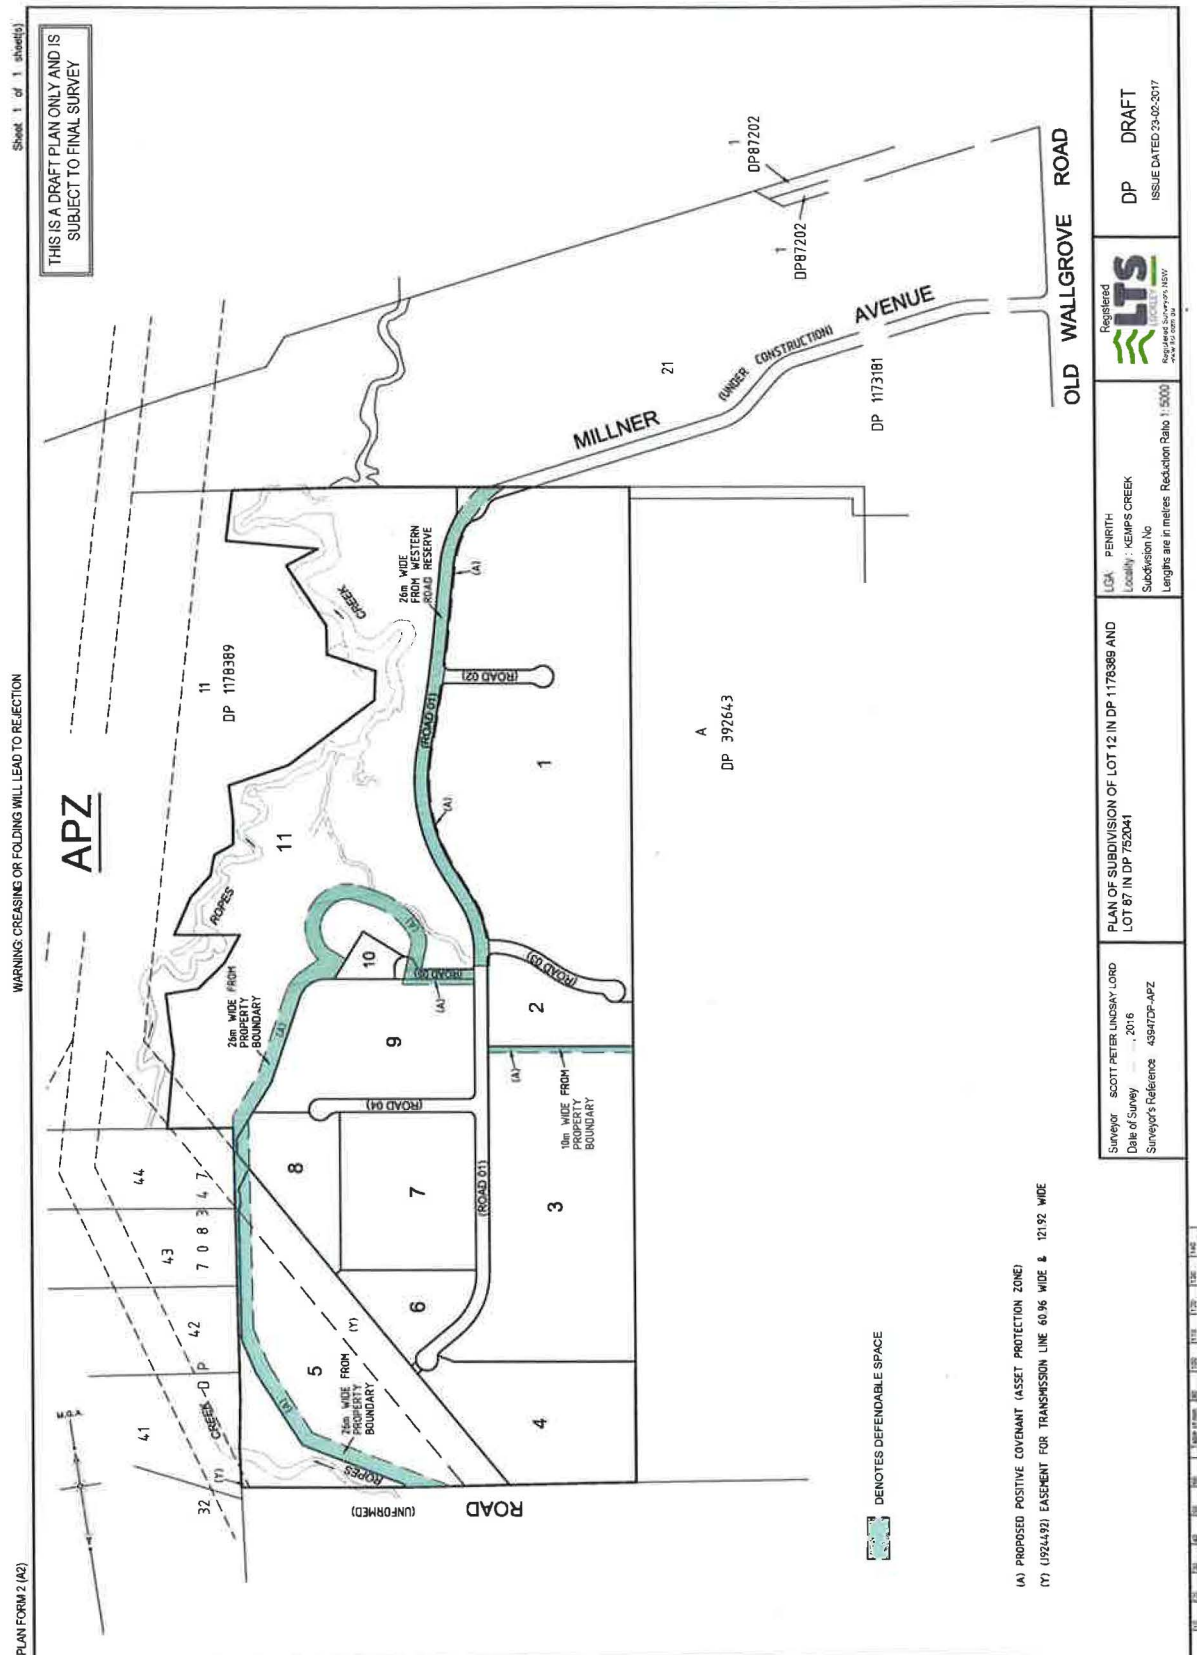 PLAN FORM 2 (A2)
WARNING: CREASING OR FOLDING WILL LEAD TO REJECTION
Sheet 1 of 1 sheet(s)
THIS IS A DRAFT PLAN ONLY AND IS
SUBJECT TO FINAL SURVEY
APZ
M.G.A.
32
(Y)
41
CREEK
42
43
44
D P
7 0 8 3 4 7
11
DP 1178389
ROPES
CREEK
11
26m WIDE FROM
PROPERTY
BOUNDARY
(A)
10
(A)
(A)
(ROAD 05)
9
(ROAD 04)
8
7
6
5
(Y)
(A)
26m WIDE FROM
PROPERTY
BOUNDARY
ROPES
(UNFORMED)
ROAD
4
3
(ROAD 01)
10m WIDE FROM
PROPERTY
BOUNDARY
(A)
2
(ROAD 03)
(A)
(ROAD 01)
(ROAD 02)
1
26m WIDE
FROM WESTERN
ROAD RESERVE
(A)
A
DP 392643
MILLNER
(UNDER CONSTRUCTION)
AVENUE
21
DP 1173181
1
DP87202
1
DP87202
OLD WALLGROVE ROAD
DENOTES DEFENDABLE SPACE
(A) PROPOSED POSITIVE COVENANT (ASSET PROTECTION ZONE)
(Y) (J924492) EASEMENT FOR TRANSMISSION LINE 60.96 WIDE & 121.92 WIDE
Surveyor SCOTT PETER LINDSAY LORD
Date of Survey , 2016
Surveyor's Reference 43947DP-APZ
PLAN OF SUBDIVISION OF LOT 12 IN DP 1178389 AND
LOT 87 IN DP 752041
LGA PENRITH
Locality: KEMPS CREEK
Subdivision No
Lengths are in metres Reduction Ratio 1: 5000
Registered
LTS
LOCKLEY
Registered Surveyors NSW
DP DRAFT
ISSUE DATED 23-02-2017